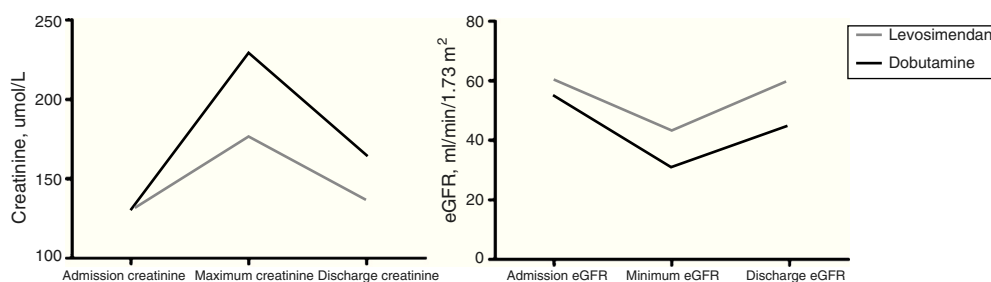 Creatinine, umol/L
250
200
150
100
Admission creatinine
Maximum creatinine
Discharge creatinine
eGFR, ml/min/1.73 m²
80
60
40
20
0
Admission eGFR
Minimum eGFR
Discharge eGFR
Levosimendan
Dobutamine